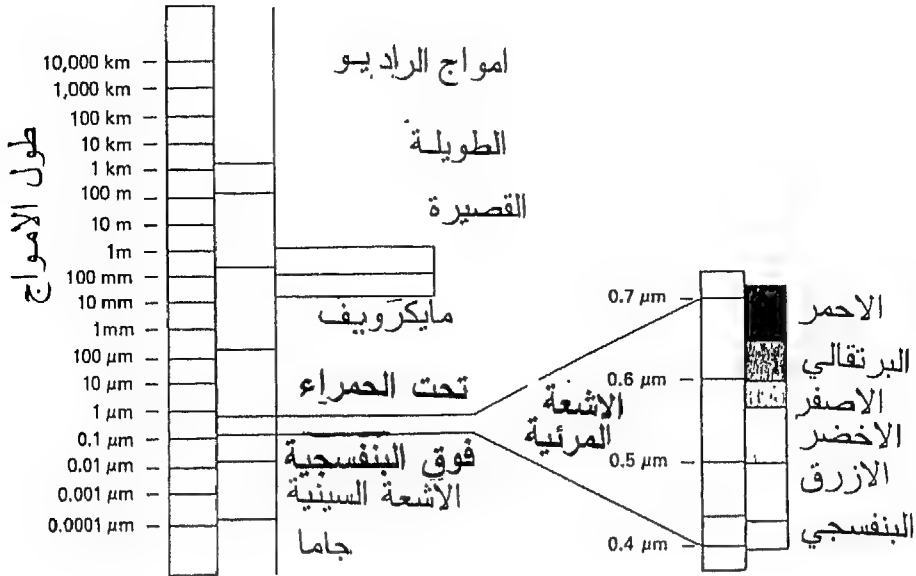 طول الامواج
10,000 km
1,000 km
100 km
10 km
1 km
100 m
10 m
1m
100 mm
10 mm
1mm
100 µm
10 µm
1 µm
0.1 µm
0.01 µm
0.001 µm
0.0001 µm
امواج الراديو
الطويلة
القصيرة
مايكرويف
تحت الحمراء
فوق البنفسجية
الاشعة السينية
جاما
الاشعة
المرئية
0.7 µm
0.6 µm
0.5 µm
0.4 µm
الاحمر
البرتقالي
الاصفر
الاخضر
الازرق
البنفسجي